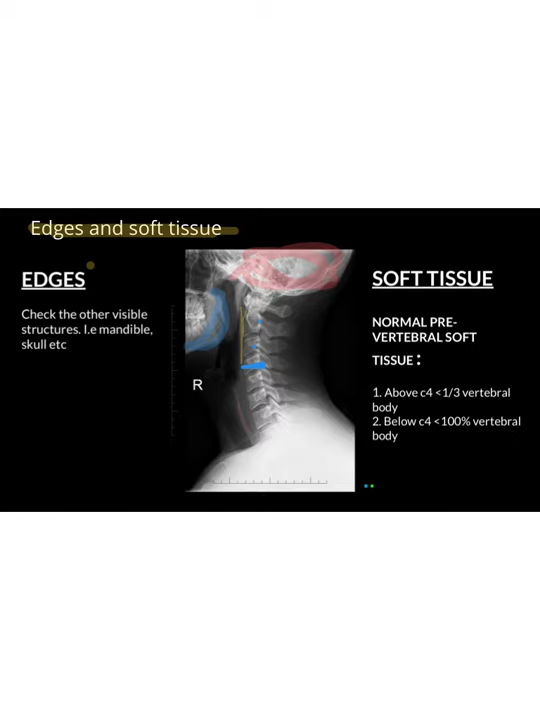 Edges and soft tissue
EDGES
Check the other visible
structures. I.e mandible,
skull etc
R
SOFT TISSUE
NORMAL PRE-
VERTEBRAL SOFT
TISSUE :
1. Above c4 <1/3 vertebral
body
2. Below c4 <100% vertebral
body